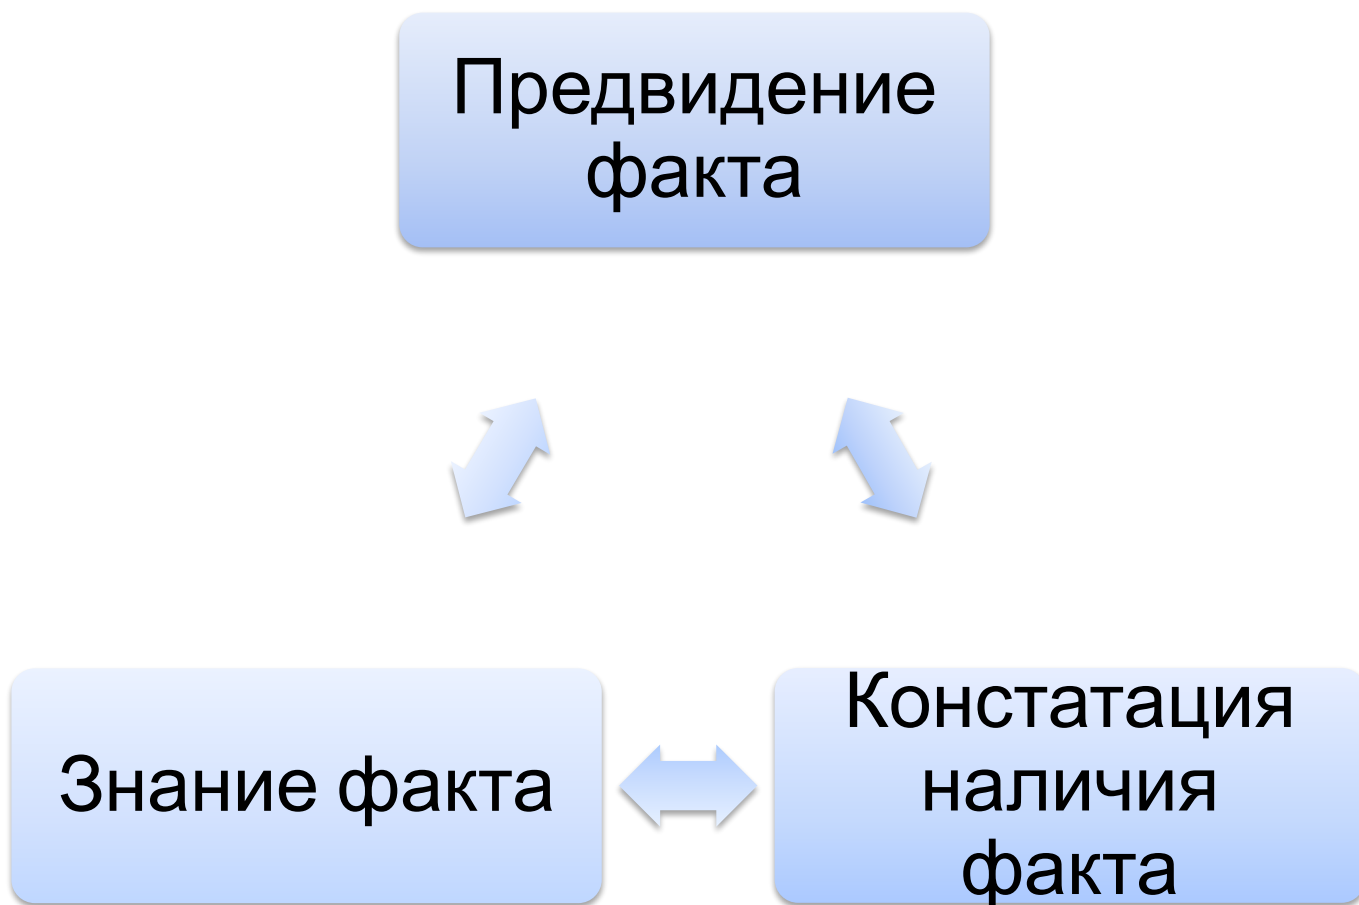 Предвидение
факта
Знание факта
Констатация
наличия
факта